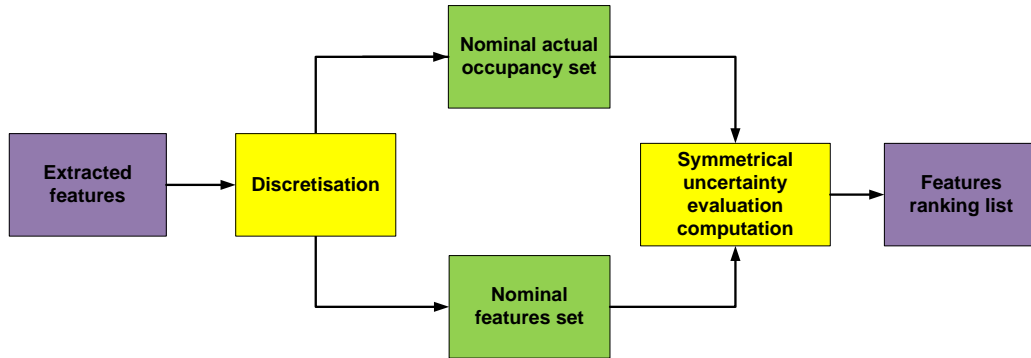 Extracted
features
Discretisation
Nominal actual
occupancy set
Nominal
features set
Symmetrical
uncertainty
evaluation
computation
Features
ranking list